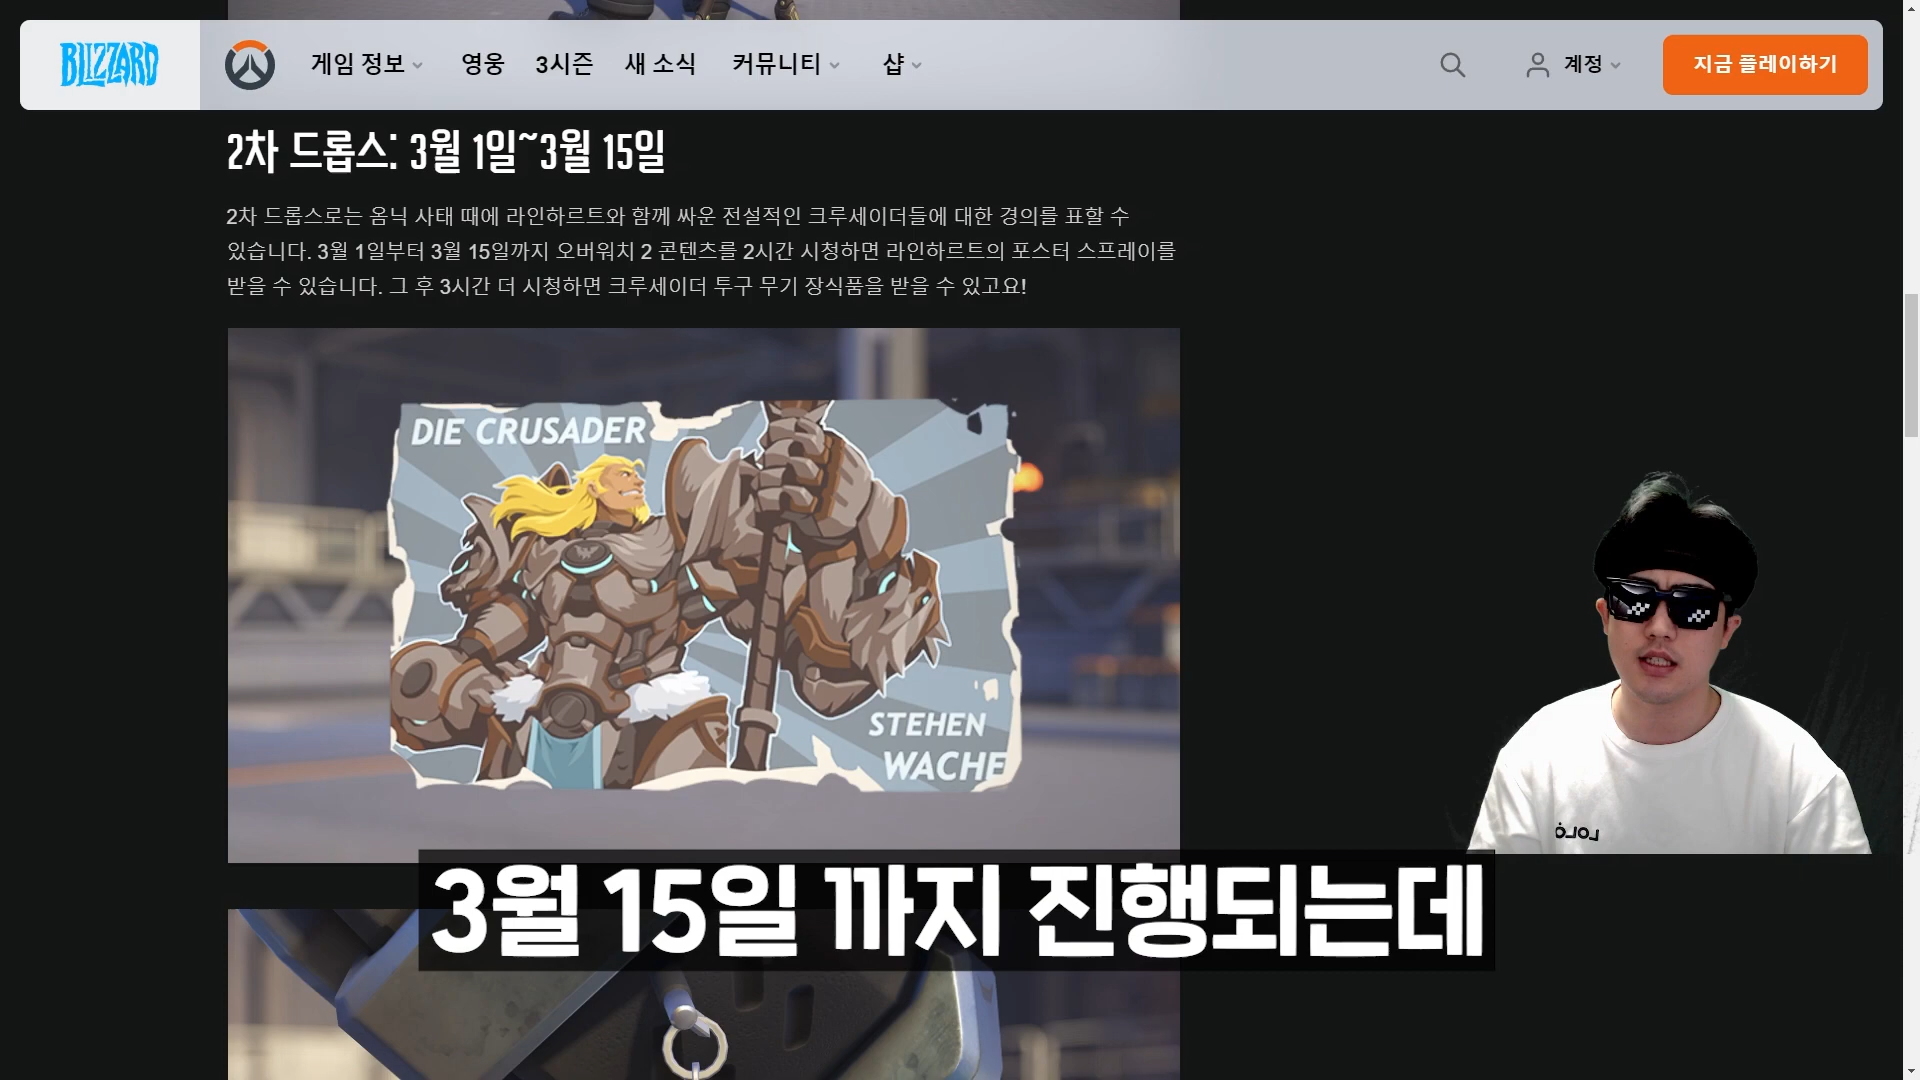 BLIZZARD
게임 정보
영웅
3시즌
새 소식
커뮤니티
샵
계정
지금 플레이하기
2차 드롭스: 3월 1일~3월 15일
2차 드롭스로는 옴닉 사태 때에 라인하르트와 함께 싸운 전설적인 크루세이더들에 대한 경의를 표할 수
있습니다. 3월 1일부터 3월 15일까지 오버워치 2 콘텐츠를 2시간 시청하면 라인하르트의 포스터 스프레이를
받을 수 있습니다. 그 후 3시간 더 시청하면 크루세이더 투구 무기 장식품을 받을 수 있고요!
DIE CRUSADER
STEHEN
WACHE
3월 15일 까지 진행되는데